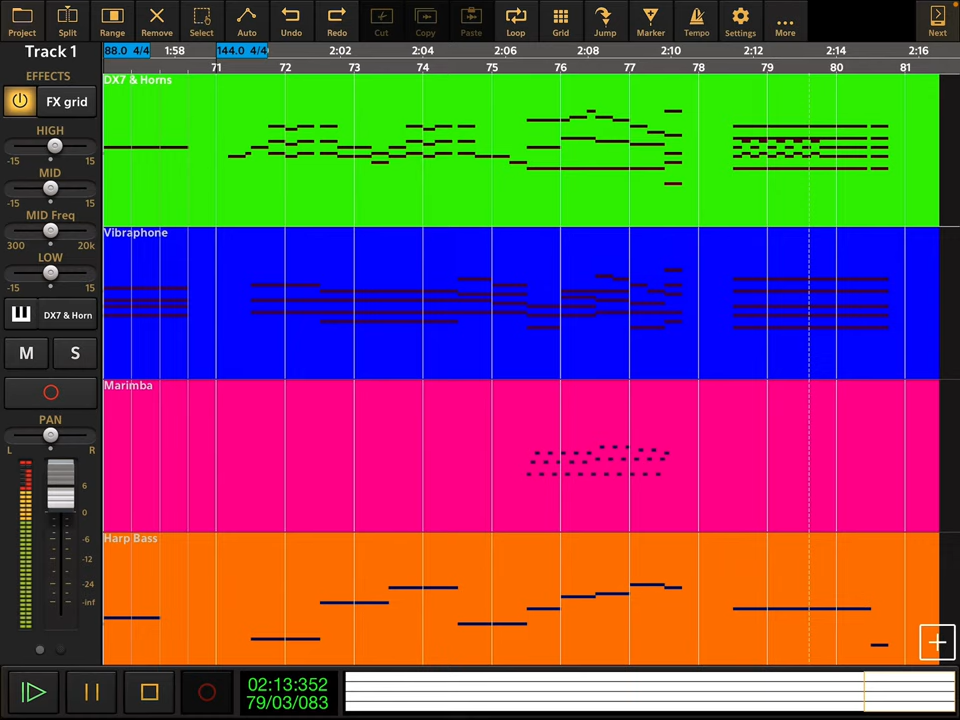 Project Split Range Remove Select Auto Undo Redo Cut Copy Paste Loop Grid Jump Marker Tempo Settings More Next
Track 1
88.0 4/4 1:58 144.0 4/4 2:02 2:04 2:06 2:08 2:10 2:12 2:14 2:16
71 72 73 74 75 76 77 78 79 80 81
EFFECTS
FX grid
HIGH
-15 15
MID
-15 15
MID Freq
300 20k
LOW
-15 15
DX7 & Horn
M S
PAN
L R
6
0
-6
-12
-24
-inf
DX7 & Horns
Vibraphone
Marimba
Harp Bass
02:13:352
79/03/083